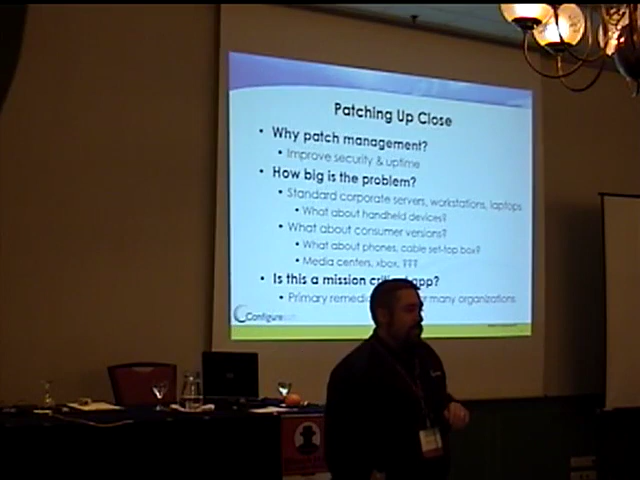 Patching Up Close
• Why patch management?
• Improve security & uptime
• How big is the problem?
• Standard corporate servers, workstations, laptops
• What about handheld devices?
• What about consumer versions?
• What about phones, cable set-top box?
• Media centers, xbox, ???
• Is this a mission critical app?
• Primary many organizations
Configure